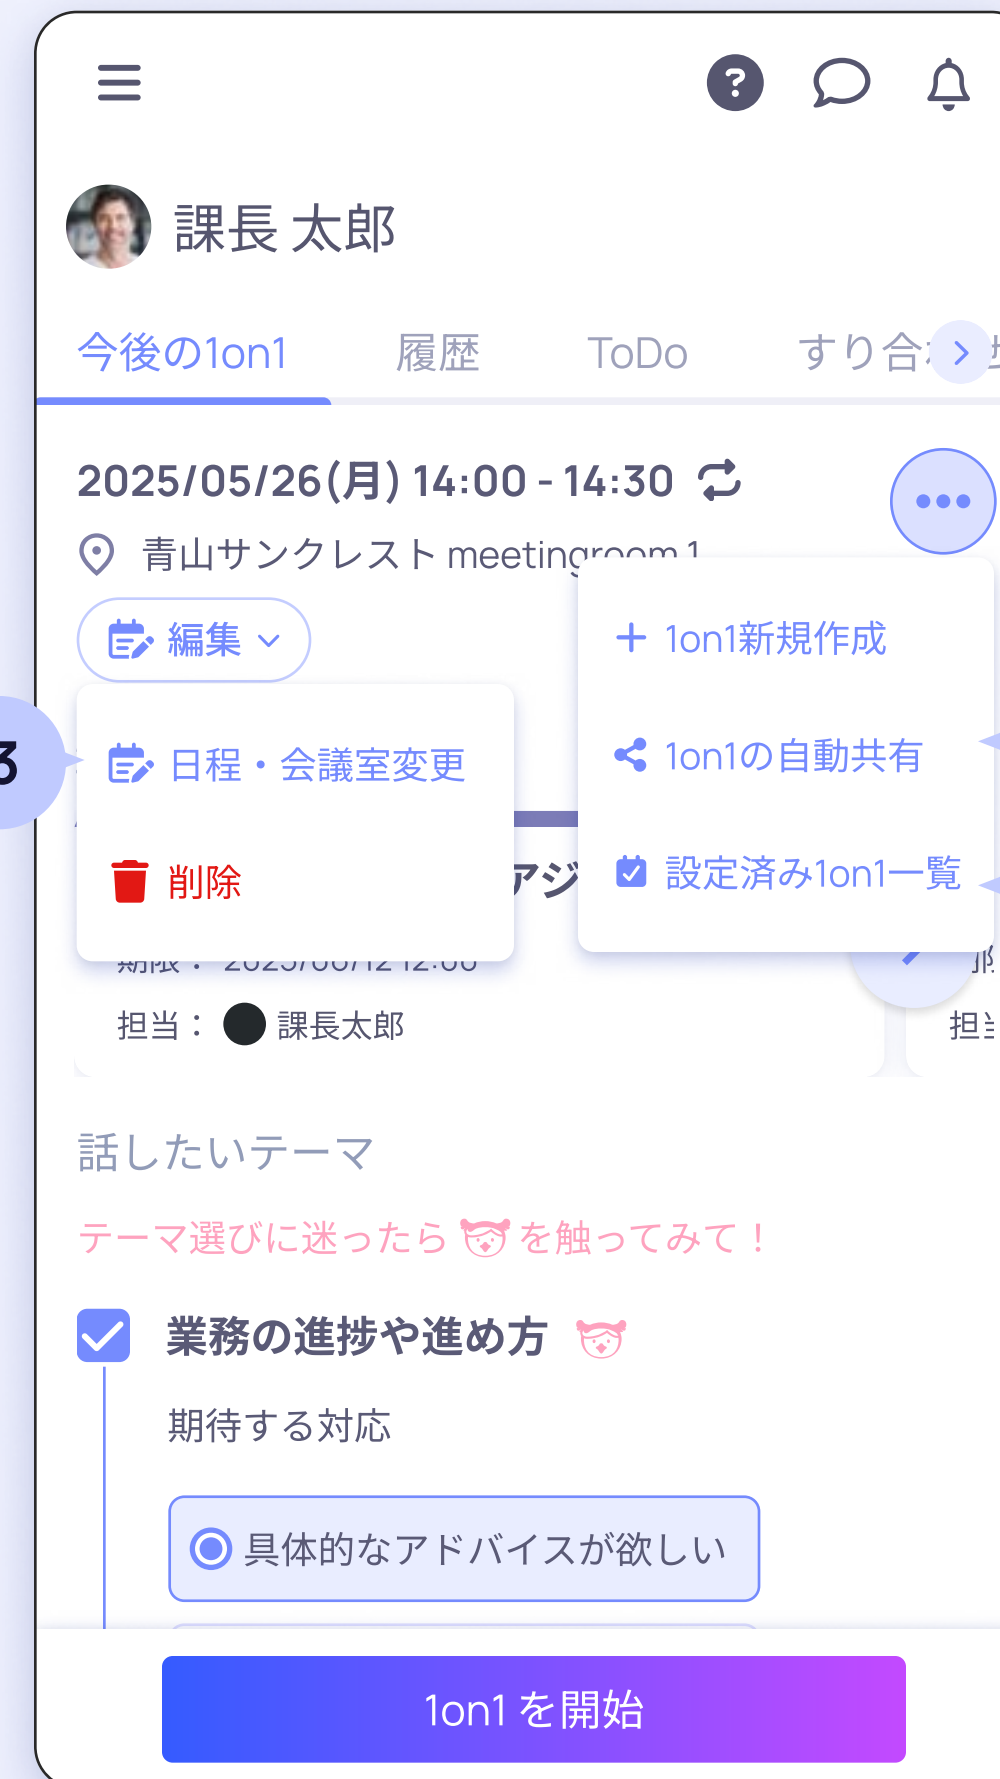 課長 太郎
今後の1on1 履歴 ToDo すり合
2025/05/26(月) 14:00 - 14:30
青山サンクレスト meetingroom 1
編集
1on1新規作成
3
日程・会議室変更
1on1の自動共有
削除
アジ
設定済み1on1一覧
期限：
担当： 課長太郎
担当
話したいテーマ
テーマ選びに迷ったら を触ってみて！
業務の進捗や進め方
期待する対応
具体的なアドバイスが欲しい
1on1 を開始